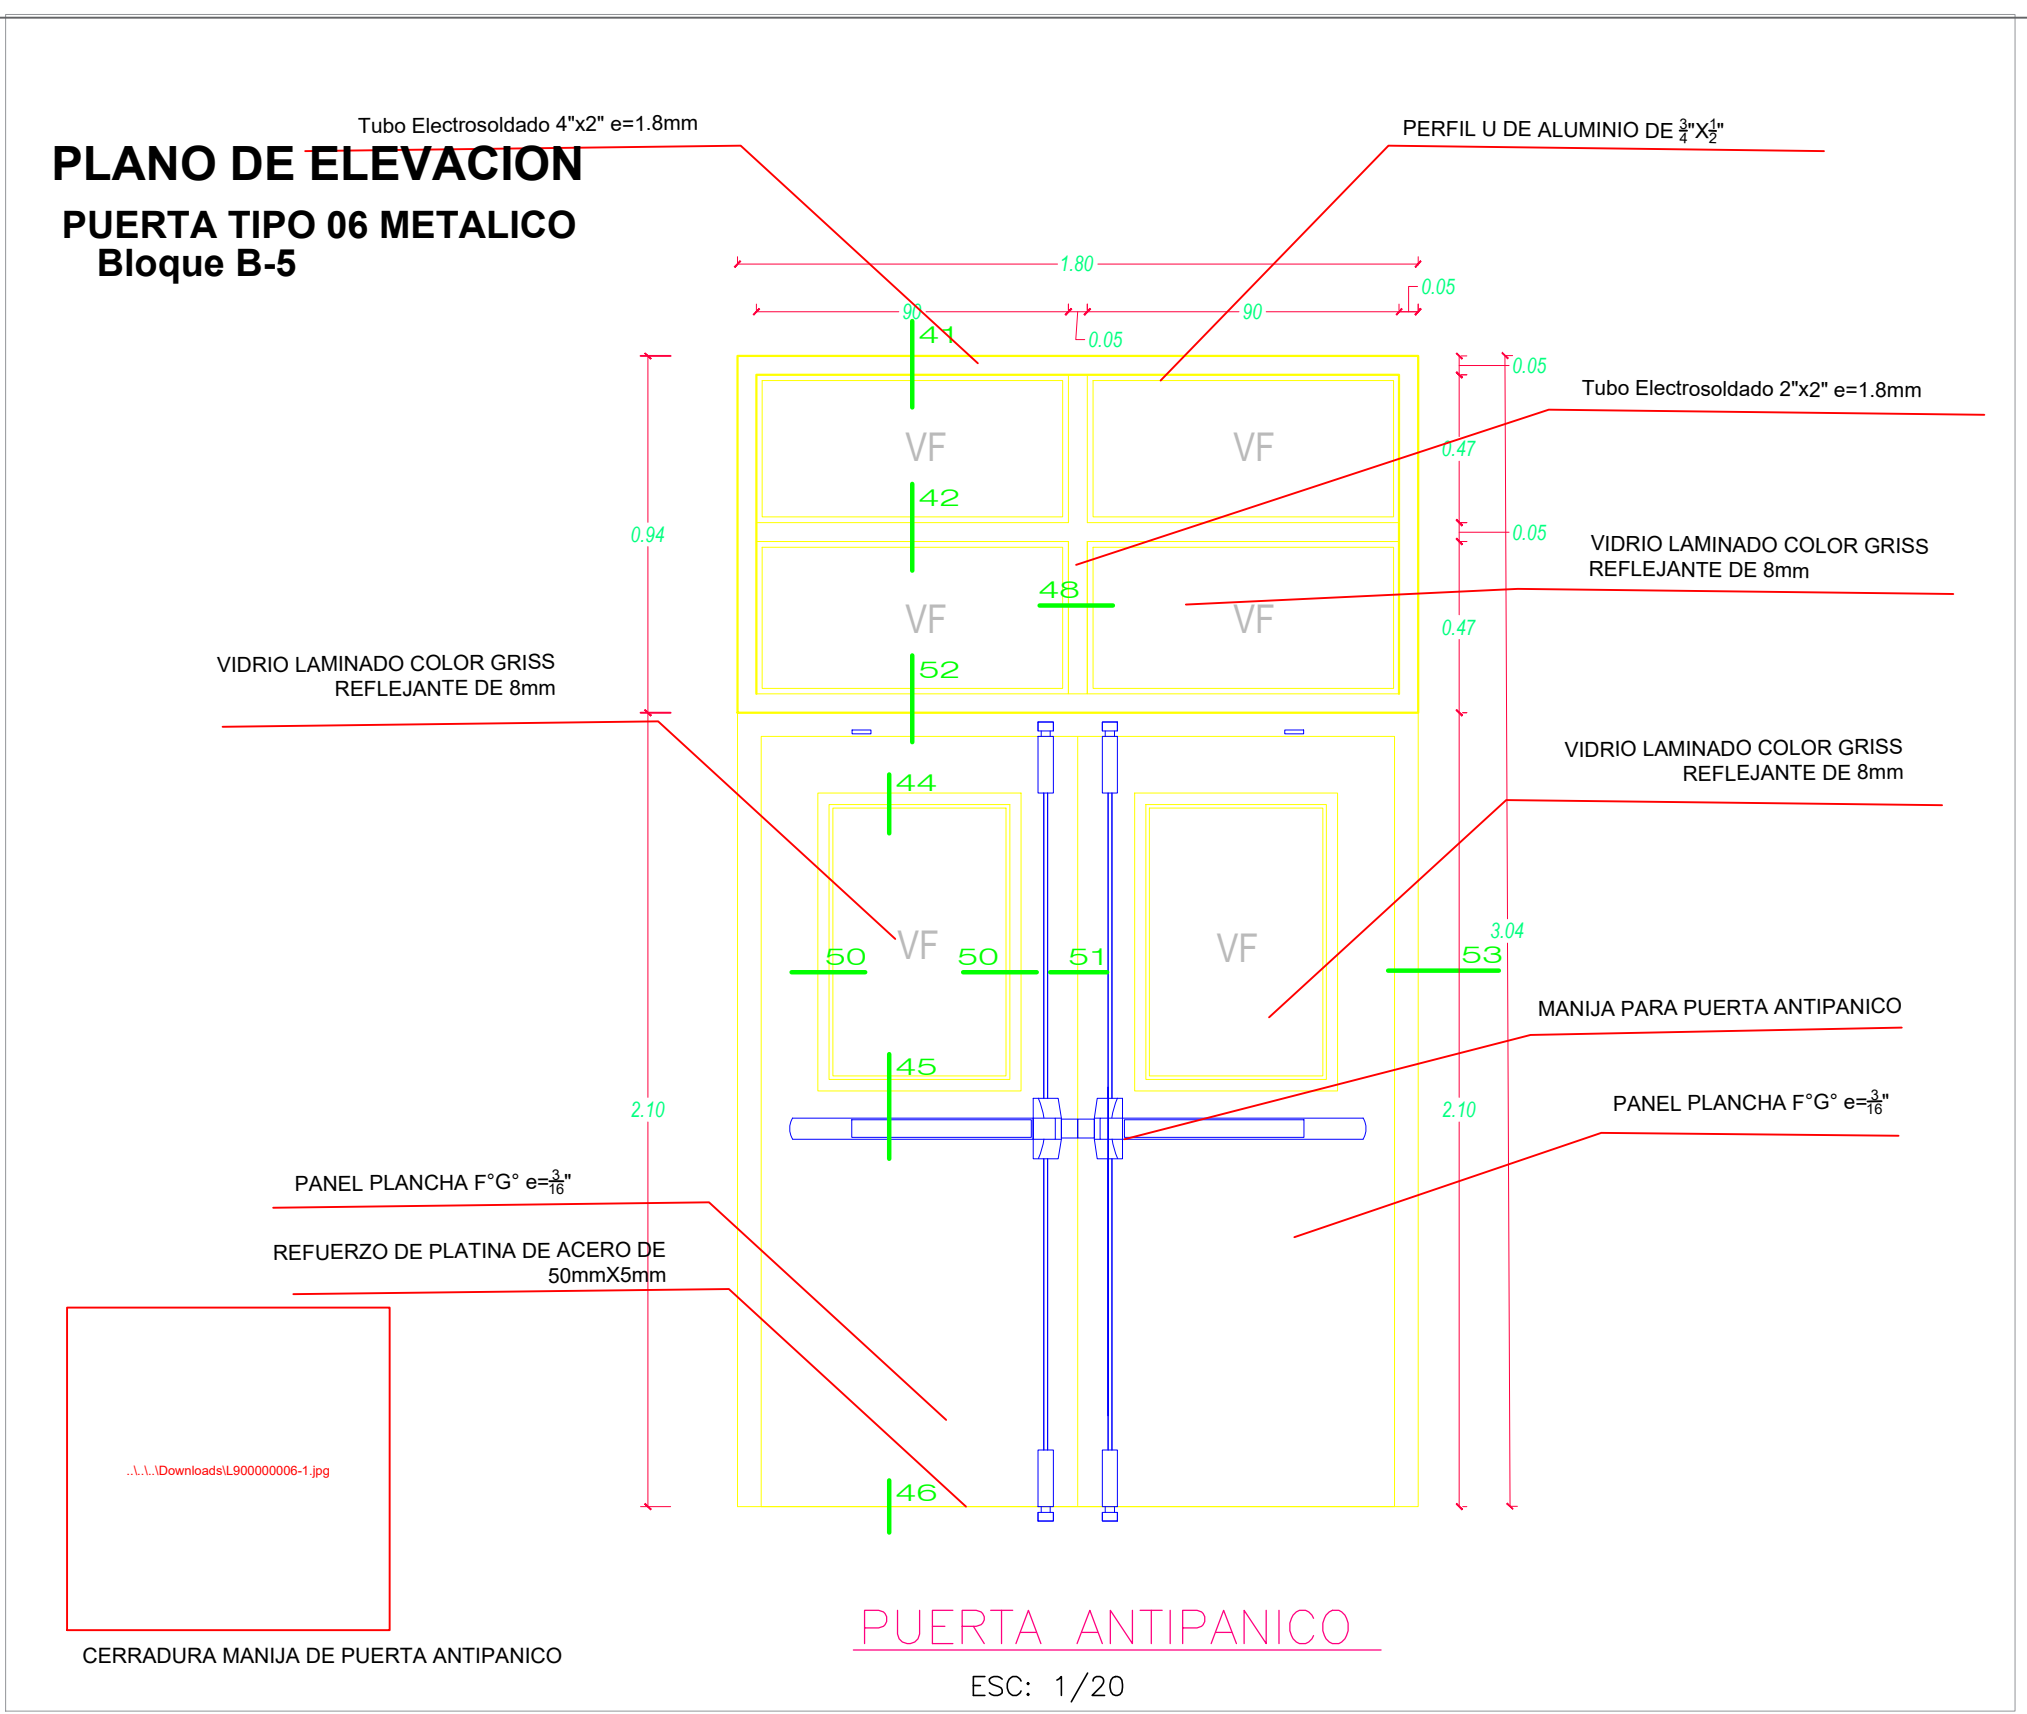 Tubo Electrosoldado 4"x2" e=1.8mm
PERFIL U DE ALUMINIO DE 3/4"X1/2"
PLANO DE ELEVACION
PUERTA TIPO 06 METALICO
Bloque B-5
1.80
0.05
90
90
0.05
41
0.05
Tubo Electrosoldado 2"x2" e=1.8mm
VF
VF
0.47
42
0.94
0.05
VIDRIO LAMINADO COLOR GRISS
REFLEJANTE DE 8mm
48
VF
VF
0.47
VIDRIO LAMINADO COLOR GRISS
REFLEJANTE DE 8mm
52
VIDRIO LAMINADO COLOR GRISS
REFLEJANTE DE 8mm
44
VF
VF
3.04
50
50
51
53
MANIJA PARA PUERTA ANTIPANICO
45
2.10
2.10
PANEL PLANCHA F°G° e=3/16"
PANEL PLANCHA F°G° e=3/16"
REFUERZO DE PLATINA DE ACERO DE
50mmX5mm
..\..\..\Downloads\L900000006-1.jpg
46
PUERTA ANTIPANICO
CERRADURA MANIJA DE PUERTA ANTIPANICO
ESC: 1/20